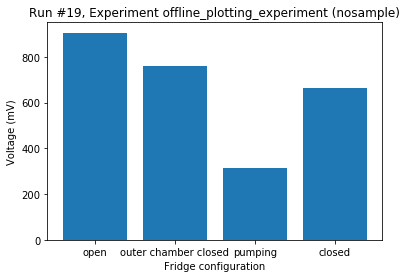 Run #19, Experiment offline_plotting_experiment (nosample)
800
600
400
200
0
Voltage (mV)
open outer chamber closed pumping closed
Fridge configuration